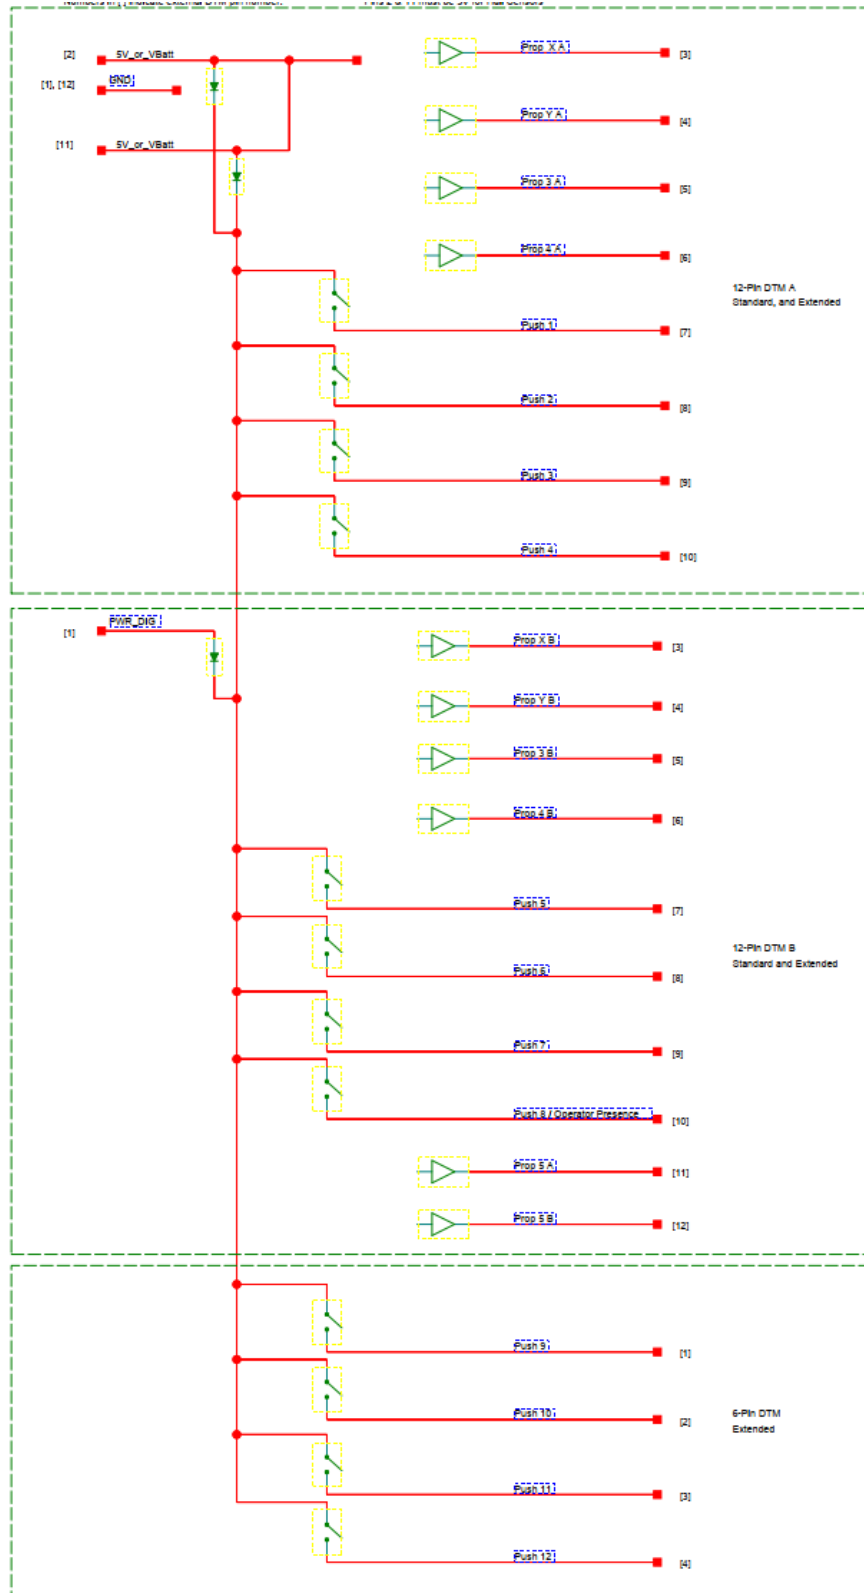 [2] 5V_or_VBatt Prop X A [3]
[1], [12] GND
Prop Y A [4]
[11] 5V_or_VBatt
Prop 3 A [5]
Prop 4 A [6]
12-Pin DTM A
Standard, and Extended
Push 1 [7]
Push 2 [8]
Push 3 [9]
Push 4 [10]
[1] PWR_DIG
Prop X B [3]
Prop Y B [4]
Prop 3 B [5]
Prop 4 B [6]
Push 5 [7]
12-Pin DTM B
Standard and Extended
Push 6 [8]
Push 7 [9]
Push 8 / Operator Presence [10]
Prop 5 A [11]
Prop 5 B [12]
Push 9 [1]
6-Pin DTM
Extended
Push 10 [2]
Push 11 [3]
Push 12 [4]